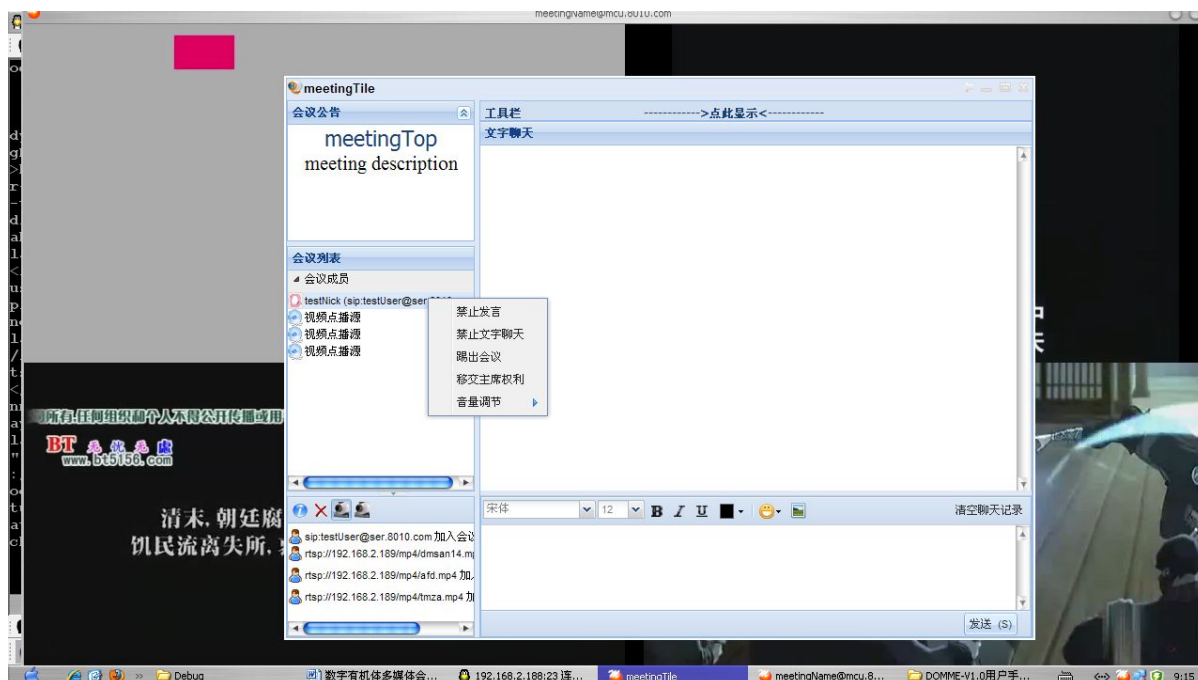 meetingName@mcu.8010.com
meetingTile
会议公告
工具栏
------------>点此显示<------------
meetingTop
meeting description
文字聊天
会议列表
会议成员
testNick (sip:testUser@ser.8010
视频点播源
视频点播源
视频点播源
禁止发言
禁止文字聊天
踢出会议
移交主席权利
音量调节
所有.任何组织和个人不得公开传播或用
BT 无忧无虑
www.bt5156.com
清末,朝廷腐
饥民流离失所,
宋体
12
B I U
清空聊天记录
sip:testUser@ser.8010.com 加入会议
rtsp://192.168.2.189/mp4/dmsan14.m
rtsp://192.168.2.189/mp4/afd.mp4 加
rtsp://192.168.2.189/mp4/tmza.mp4 加
发送 (S)
Debug
数字有机体多媒体会...
192.168.2.188:23 连...
meetingTile
meetingName@mcu.8...
DOMME-V1.0用户手...
9:15